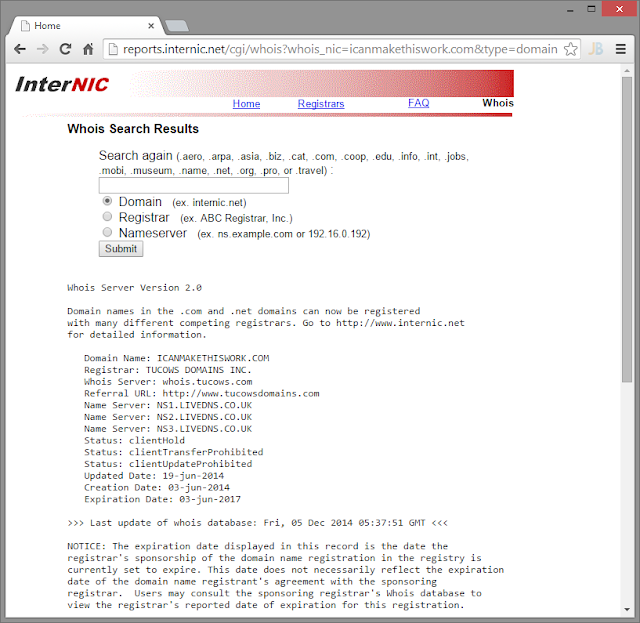 Home
reports.internic.net/cgi/whois?whois_nic=icanmakethiswork.com&type=domain
JB
InterNIC
Home Registrars FAQ Whois
Whois Search Results
Search again (.aero, .arpa, .asia, .biz, .cat, .com, .coop, .edu, .info, .int, .jobs,
.mobi, .museum, .name, .net, .org, .pro, or .travel) :
Domain (ex. internic.net)
Registrar (ex. ABC Registrar, Inc.)
Nameserver (ex. ns.example.com or 192.16.0.192)
Submit
Whois Server Version 2.0
Domain names in the .com and .net domains can now be registered
with many different competing registrars. Go to http://www.internic.net
for detailed information.
Domain Name: ICANMAKETHISWORK.COM
Registrar: TUCOWS DOMAINS INC.
Whois Server: whois.tucows.com
Referral URL: http://www.tucowsdomains.com
Name Server: NS1.LIVEDNS.CO.UK
Name Server: NS2.LIVEDNS.CO.UK
Name Server: NS3.LIVEDNS.CO.UK
Status: clientHold
Status: clientTransferProhibited
Status: clientUpdateProhibited
Updated Date: 19-jun-2014
Creation Date: 03-jun-2014
Expiration Date: 03-jun-2017
>>> Last update of whois database: Fri, 05 Dec 2014 05:37:51 GMT <<<
NOTICE: The expiration date displayed in this record is the date the
registrar's sponsorship of the domain name registration in the registry is
currently set to expire. This date does not necessarily reflect the expiration
date of the domain name registrant's agreement with the sponsoring
registrar.  Users may consult the sponsoring registrar's Whois database to
view the registrar's reported date of expiration for this registration.